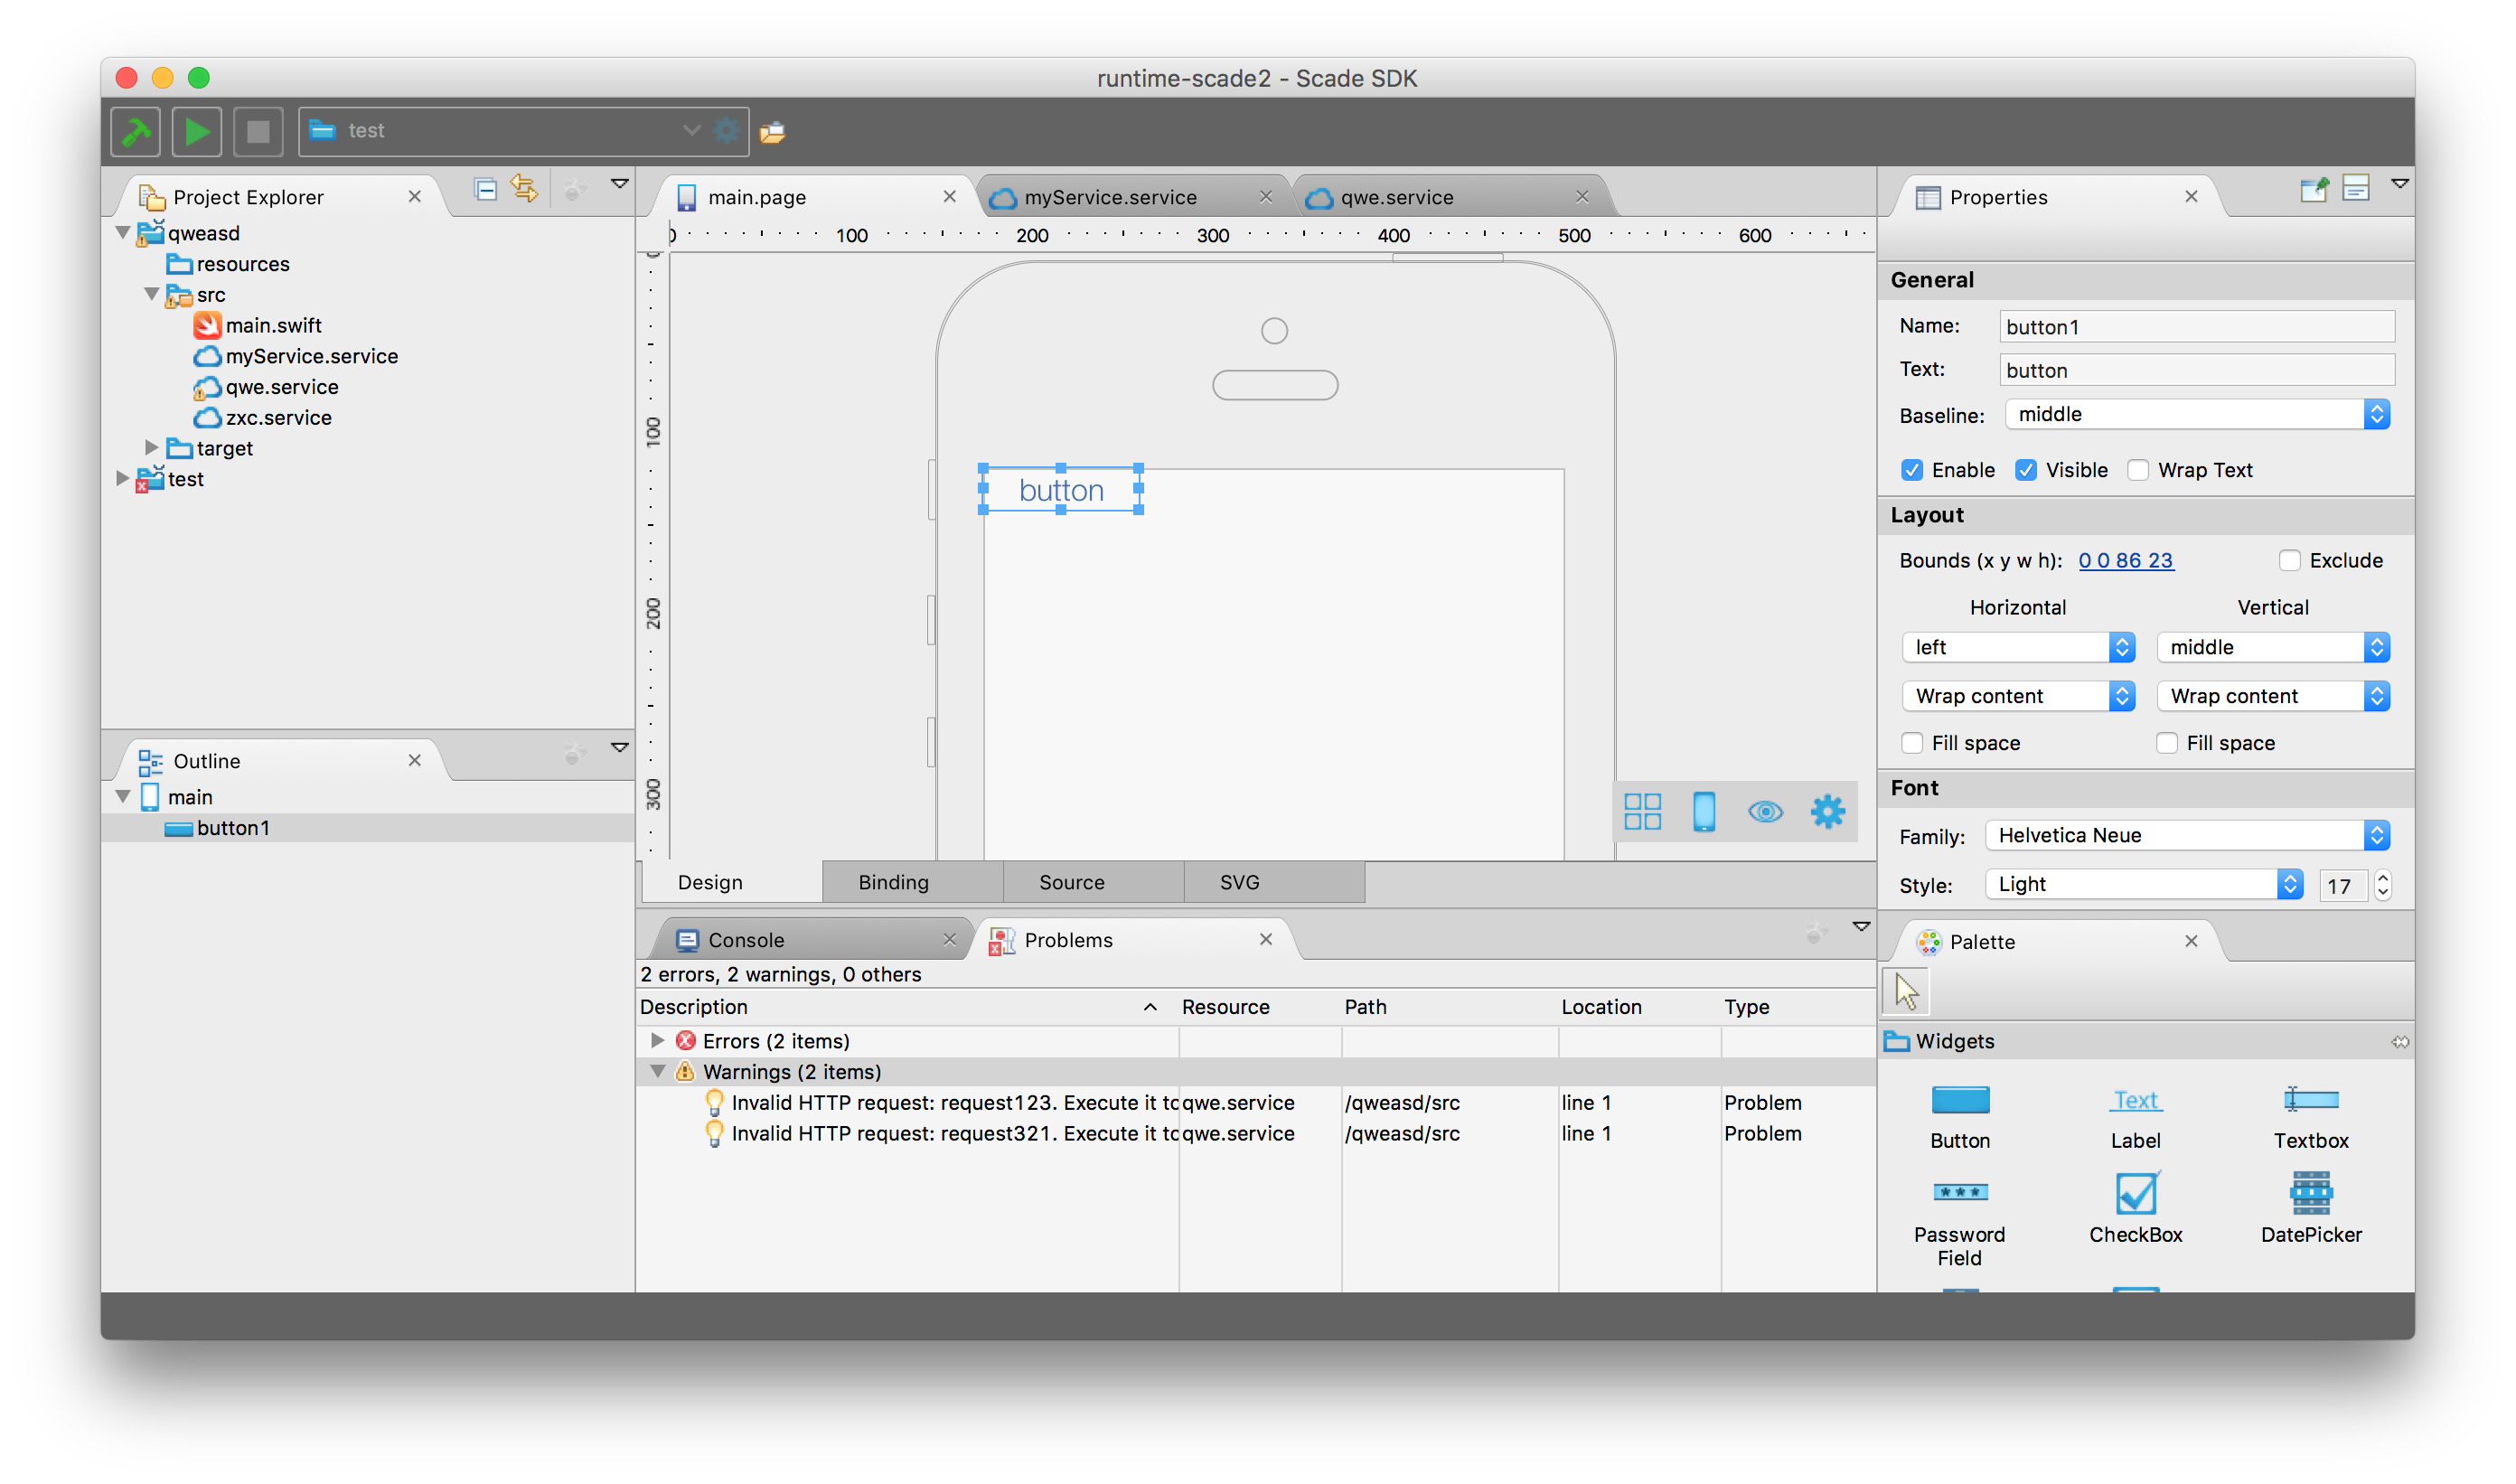 runtime-scade2 - Scade SDK
test
Project Explorer
qweasd
resources
src
main.swift
myService.service
qwe.service
zxc.service
target
test
Outline
main
button1
main.page
myService.service
qwe.service
0 100 200 300 400 500 600
0
100
200
300
button
Design Binding Source SVG
Console
Problems
2 errors, 2 warnings, 0 others
Description Resource Path Location Type
Errors (2 items)
Warnings (2 items)
Invalid HTTP request: request123. Execute it to qwe.service /qweasd/src line 1 Problem
Invalid HTTP request: request321. Execute it to qwe.service /qweasd/src line 1 Problem
Properties
General
Name: button1
Text: button
Baseline: middle
Enable Visible Wrap Text
Layout
Bounds (x y w h): 0 0 86 23 Exclude
Horizontal Vertical
left middle
Wrap content Wrap content
Fill space Fill space
Font
Family: Helvetica Neue
Style: Light 17
Palette
Widgets
Text
Button Label Textbox
Password CheckBox DatePicker
Field